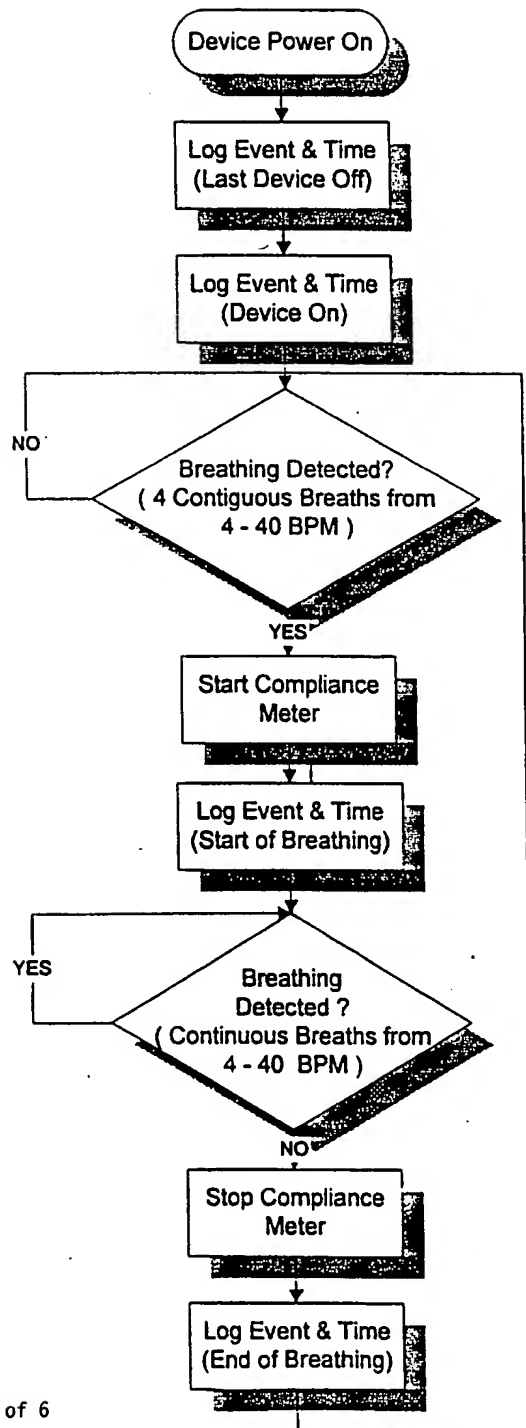 Device Power On
Log Event & Time
(Last Device Off)
Log Event & Time
(Device On)
NO
Breathing Detected?
( 4 Contiguous Breaths from
4 - 40 BPM )
YES
Start Compliance
Meter
Log Event & Time
(Start of Breathing)
YES
Breathing
Detected ?
( Continuous Breaths from
4 - 40 BPM )
NO
Stop Compliance
Meter
Log Event & Time
(End of Breathing)
of 6